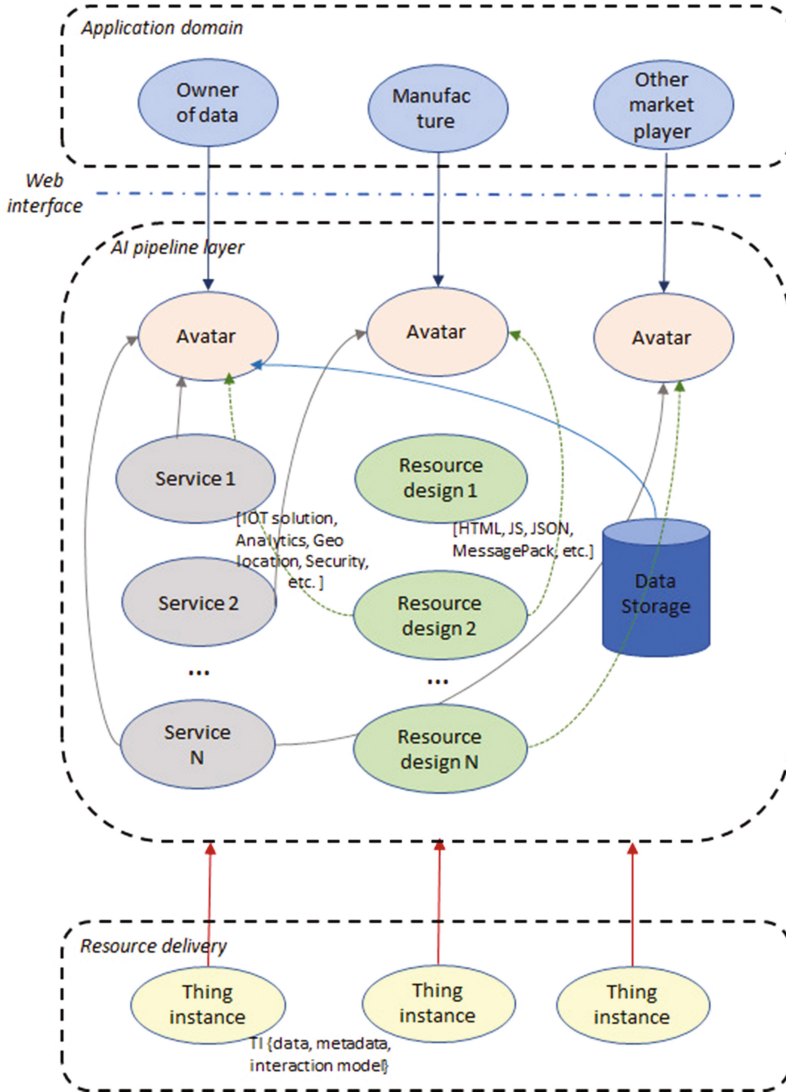 Application domain
Owner
of data
Manufac
ture
Other
market
player
Web
interface
AI pipeline layer
Avatar
Avatar
Avatar
Service 1
Resource
design 1
[IOT solution,
Analytics, Geo
location, Security,
etc. ]
[HTML, JS, JSON,
MessagePack, etc.]
Service 2
Resource
design 2
Data
Storage
...
...
Service
N
Resource
design N
Resource delivery
Thing
instance
Thing
instance
Thing
instance
TI {data, metadata,
interaction model}